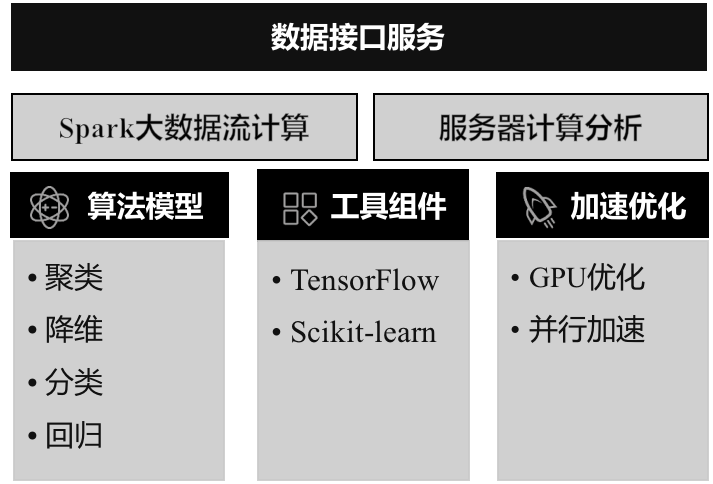 数据接口服务
Spark大数据流计算
服务器计算分析
算法模型
• 聚类
• 降维
• 分类
• 回归
工具组件
• TensorFlow
• Scikit-learn
加速优化
• GPU优化
• 并行加速